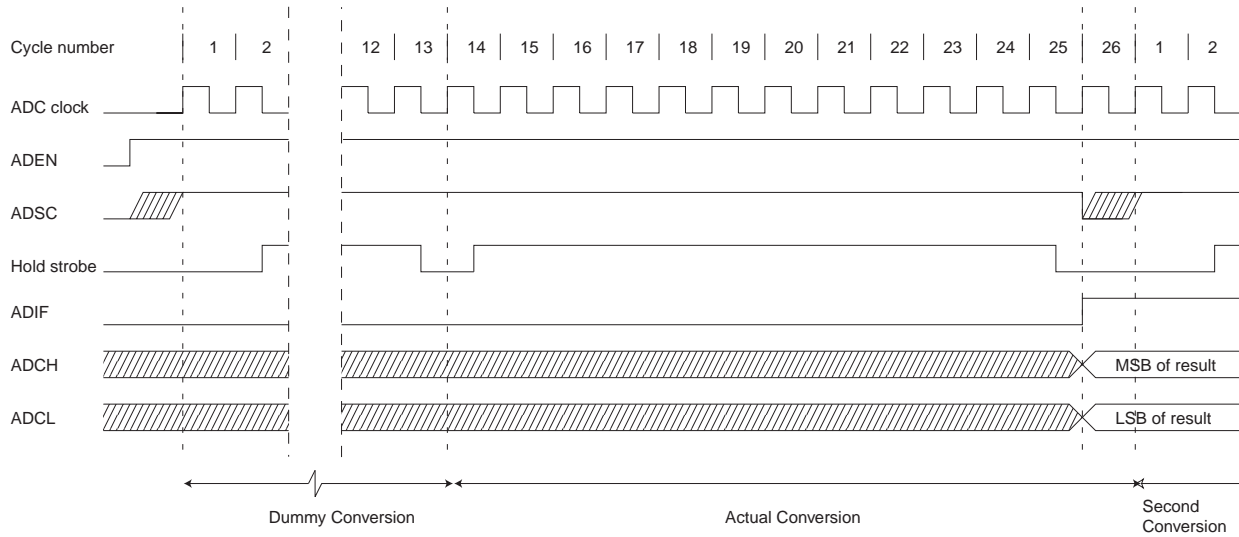 Cycle number 1 2 12 13 14 15 16 17 18 19 20 21 22 23 24 25 26 1 2
ADC clock
ADEN
ADSC
Hold strobe
ADIF
ADCH MSB of result
ADCL LSB of result
Dummy Conversion Actual Conversion Second
Conversion